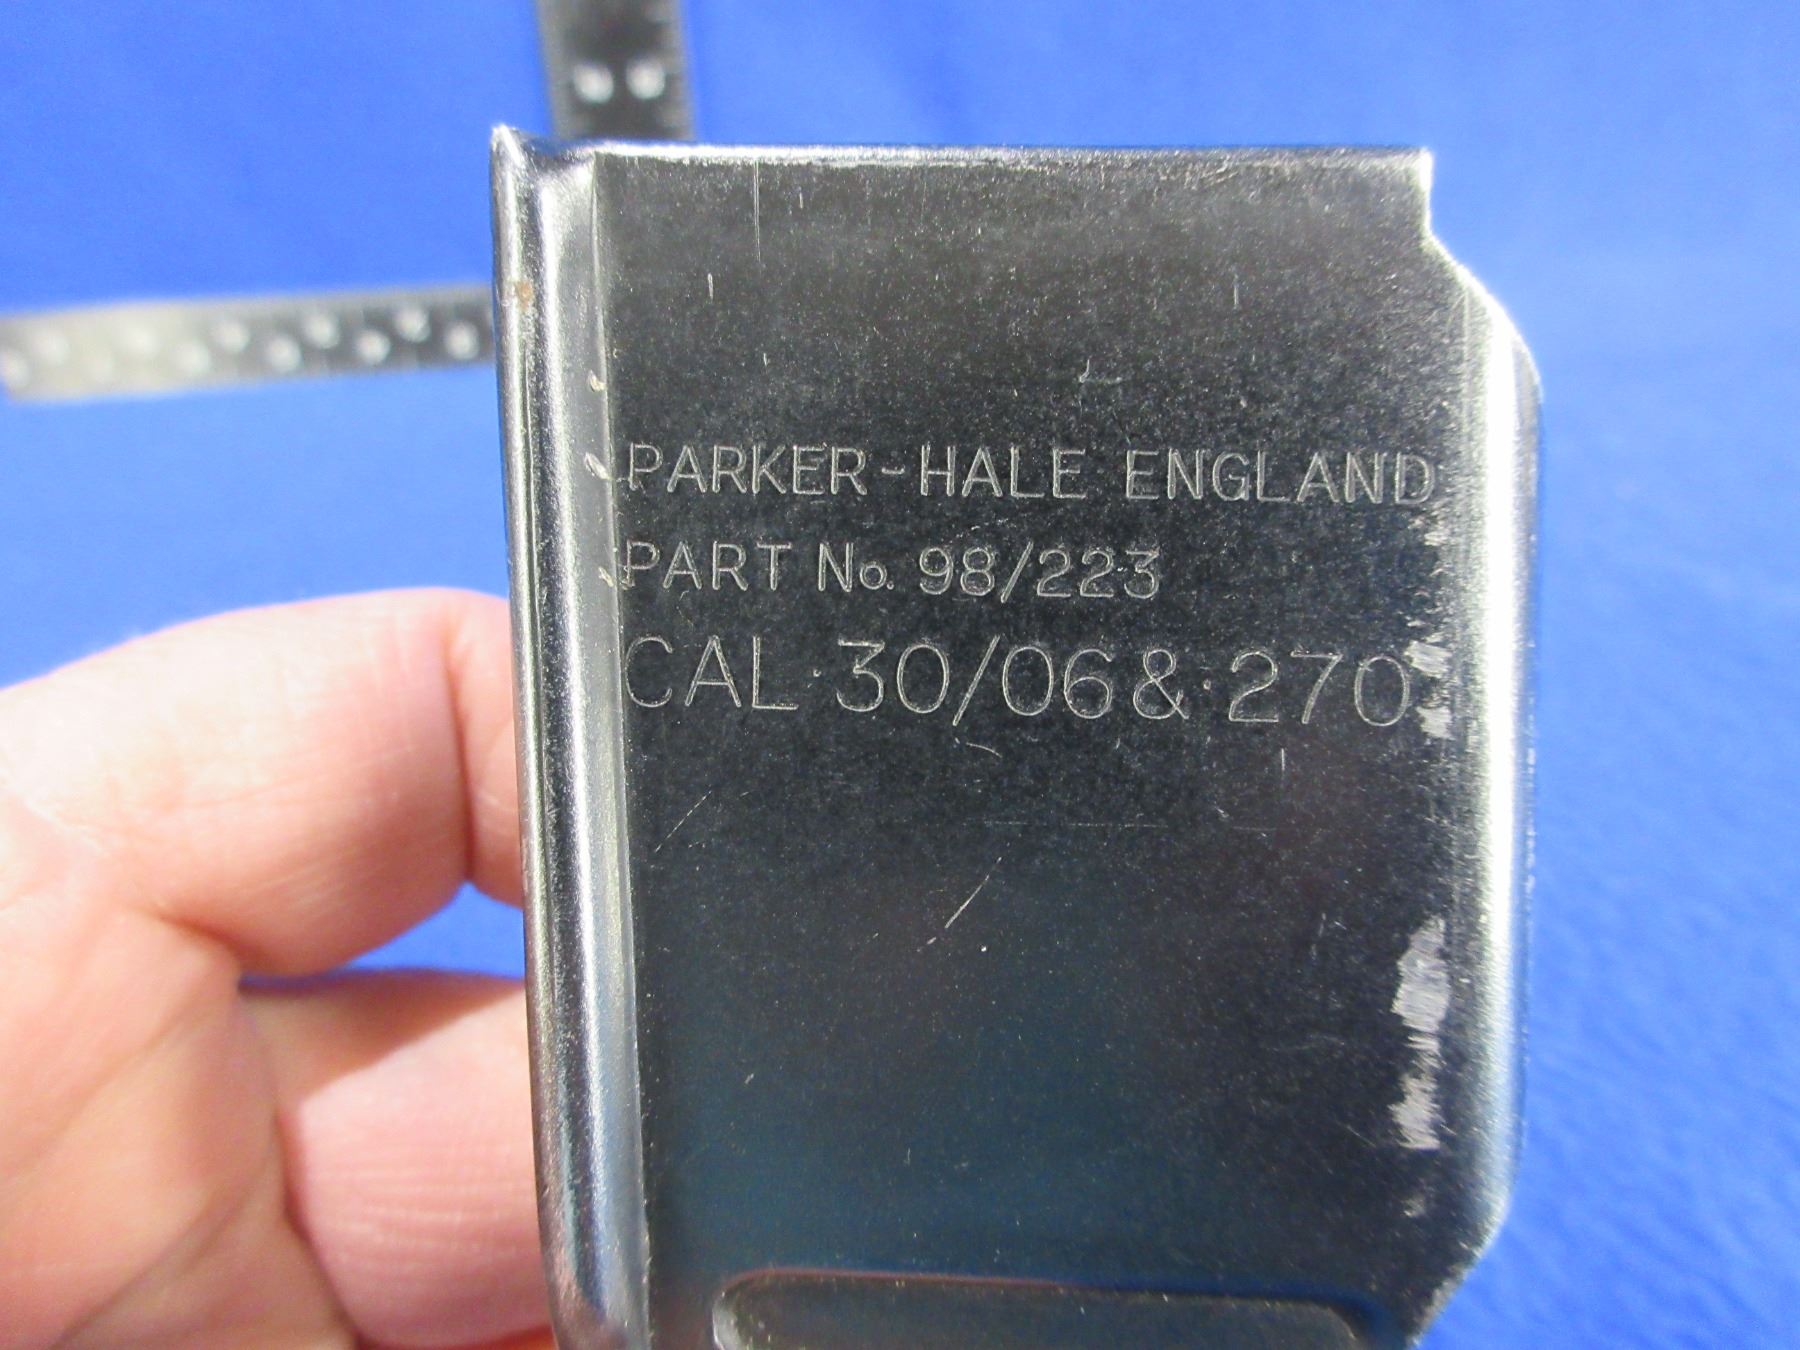 PARKER-HALE ENGLAND
PART No. 98/223
CAL .30/06 & .270